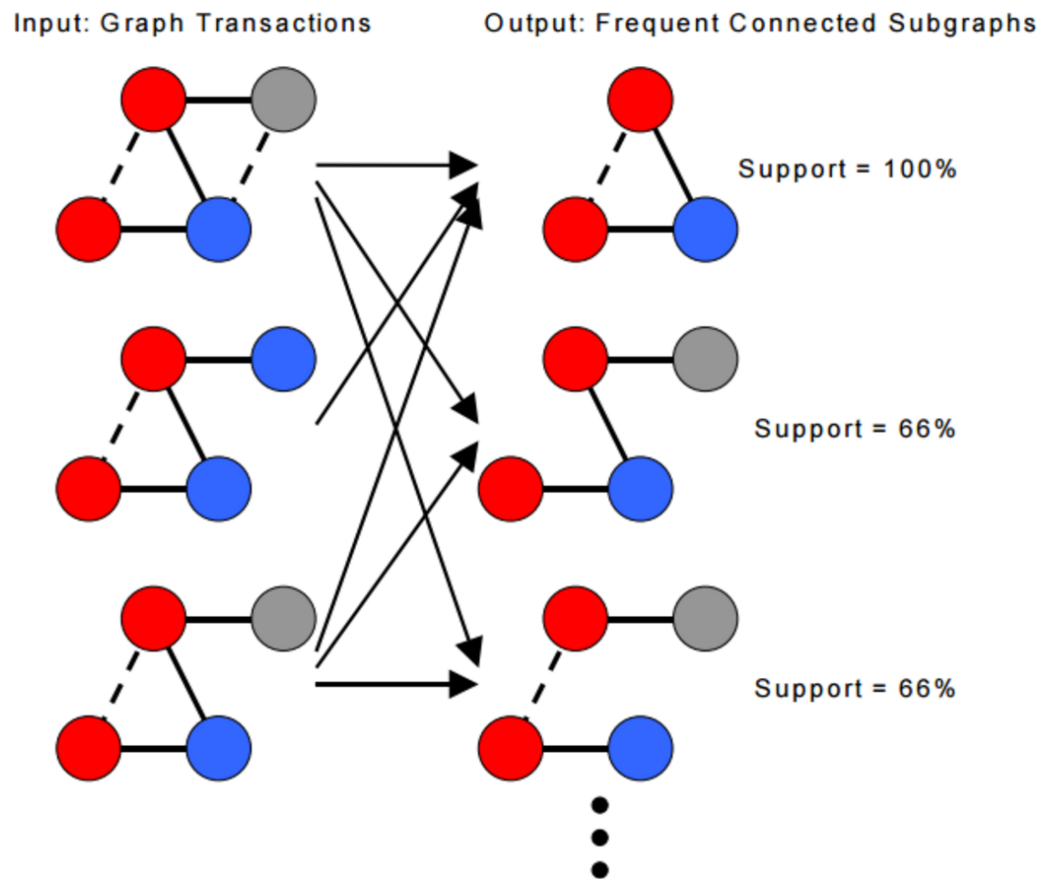 Input: Graph Transactions
Output: Frequent Connected Subgraphs
Support = 100%
Support = 66%
Support = 66%